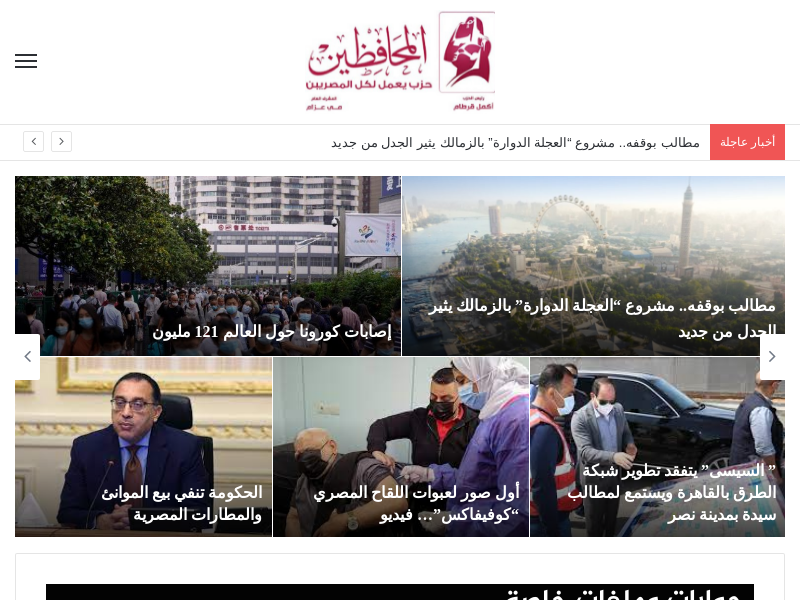 المحافظين
حزب يعمل لكل المصريين
رئيس الحزب
أكمل قرطام
المشرف العام
مي عزام
أخبار عاجلة
مطالب بوقفه.. مشروع “العجلة الدوارة” بالزمالك يثير الجدل من جديد
مطالب بوقفه.. مشروع “العجلة الدوارة” بالزمالك يثير
الجدل من جديد
إصابات كورونا حول العالم 121 مليون
” السيسى” يتفقد تطوير شبكة
الطرق بالقاهرة ويستمع لمطالب
سيدة بمدينة نصر
أول صور لعبوات اللقاح المصري
“كوفيفاكس”… فيديو
الحكومة تنفي بيع الموانئ
والمطارات المصرية